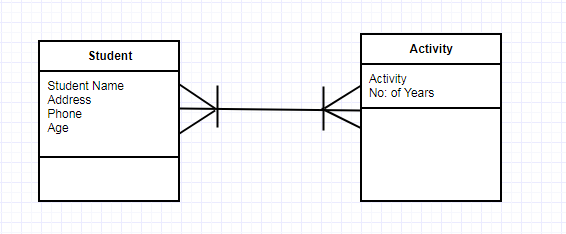 Student
Student Name
Address
Phone
Age
Activity
Activity
No: of Years